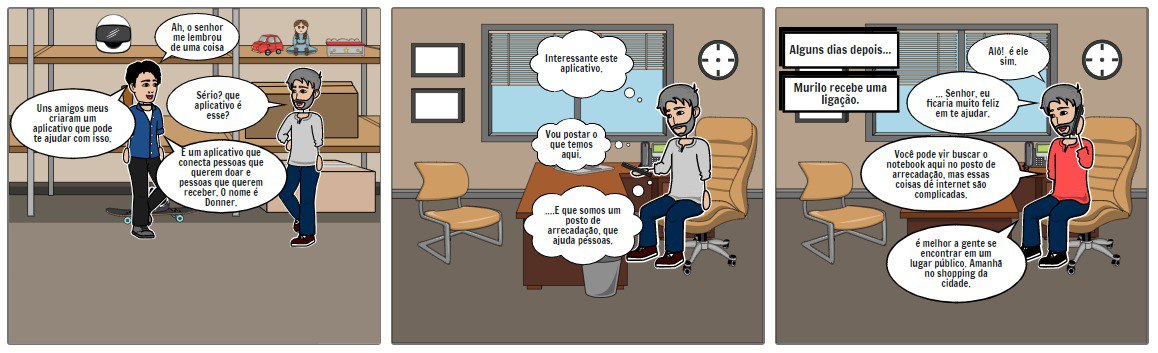 Ah, o senhor
me lembrou
de uma coisa
Uns amigos meus
criaram um
aplicativo que pode
te ajudar com isso.
Sério? que
aplicativo é
esse?
É um aplicativo que
conecta pessoas que
querem doar e
pessoas que querem
receber. O nome é
Donner.
Interessante este
aplicativo.
Vou postar o
que temos
aqui.
....E que somos um
posto de
arrecadação, que
ajuda pessoas.
Alguns dias depois...
Murilo recebe uma
ligação.
Alô! é ele
sim.
... Senhor, eu
ficaria muito feliz
em te ajudar.
Você pode vir buscar o
notebook aqui no posto de
arrecadação, mas essas
coisas de internet são
complicadas.
é melhor a gente se
encontrar em um
lugar público. Amanhã
no shopping da
cidade.